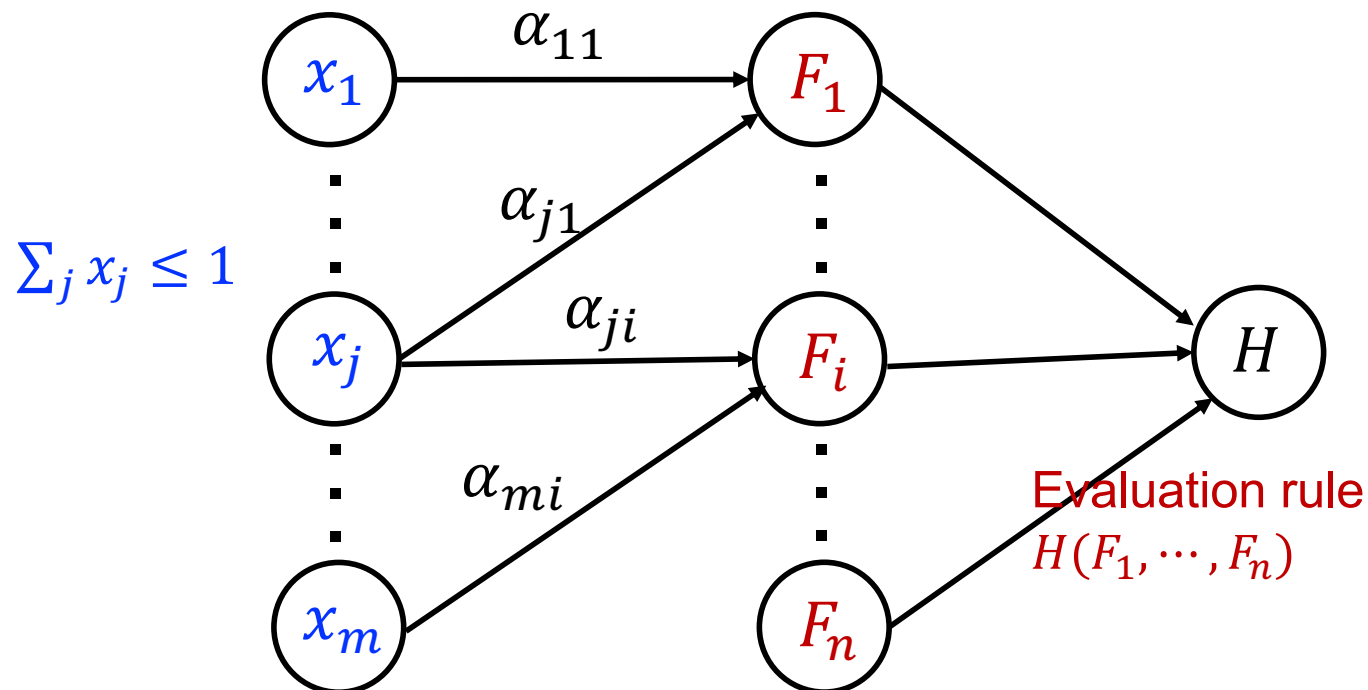 α₁₁
x₁
F₁
αⱼ₁
∑ⱼ xⱼ ≤ 1
αⱼᵢ
xⱼ
Fᵢ
H
αₘᵢ
Evaluation rule
H(F₁, ⋯, Fₙ)
xₘ
Fₙ